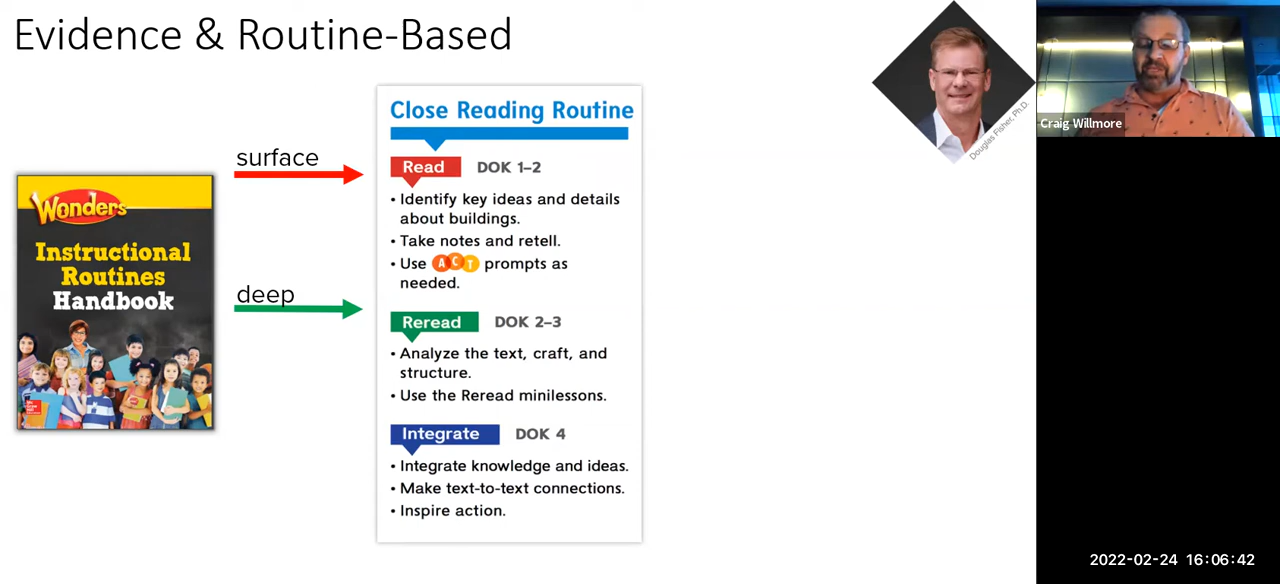 Evidence & Routine-Based
Douglas Fisher, Ph.D.
Craig Willmore
Wonders
Instructional
Routines
Handbook
surface
deep
Close Reading Routine
Read DOK 1–2
• Identify key ideas and details
about buildings.
• Take notes and retell.
• Use ACT prompts as
needed.
Reread DOK 2–3
• Analyze the text, craft, and
structure.
• Use the Reread minilessons.
Integrate DOK 4
• Integrate knowledge and ideas.
• Make text-to-text connections.
• Inspire action.
2022-02-24 16:06:42